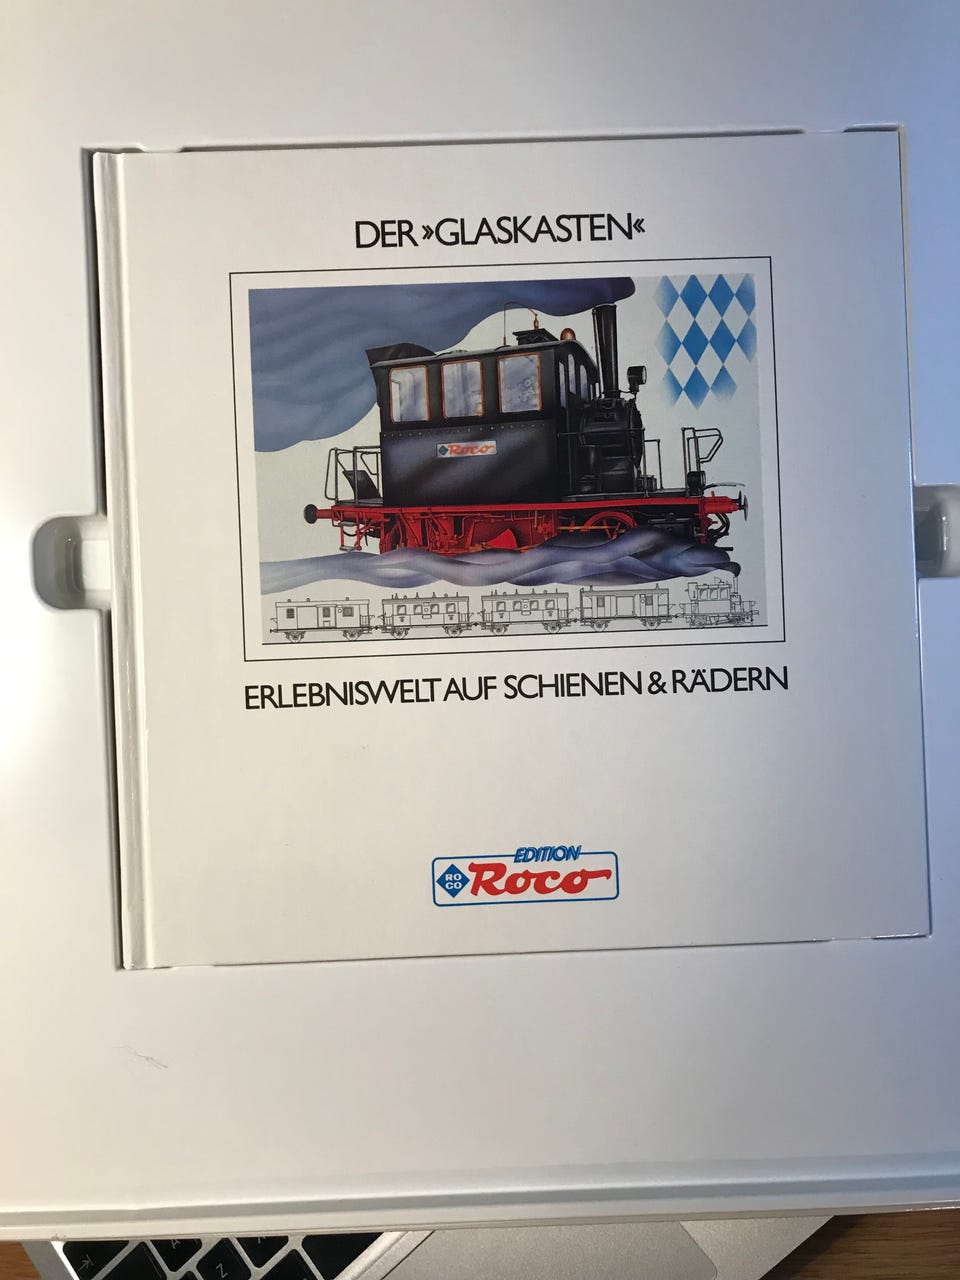 DER »GLASKASTEN«
Roco
ERLEBNISWELT AUF SCHIENEN & RÄDERN
EDITION
RO
CO
Roco
A
Z